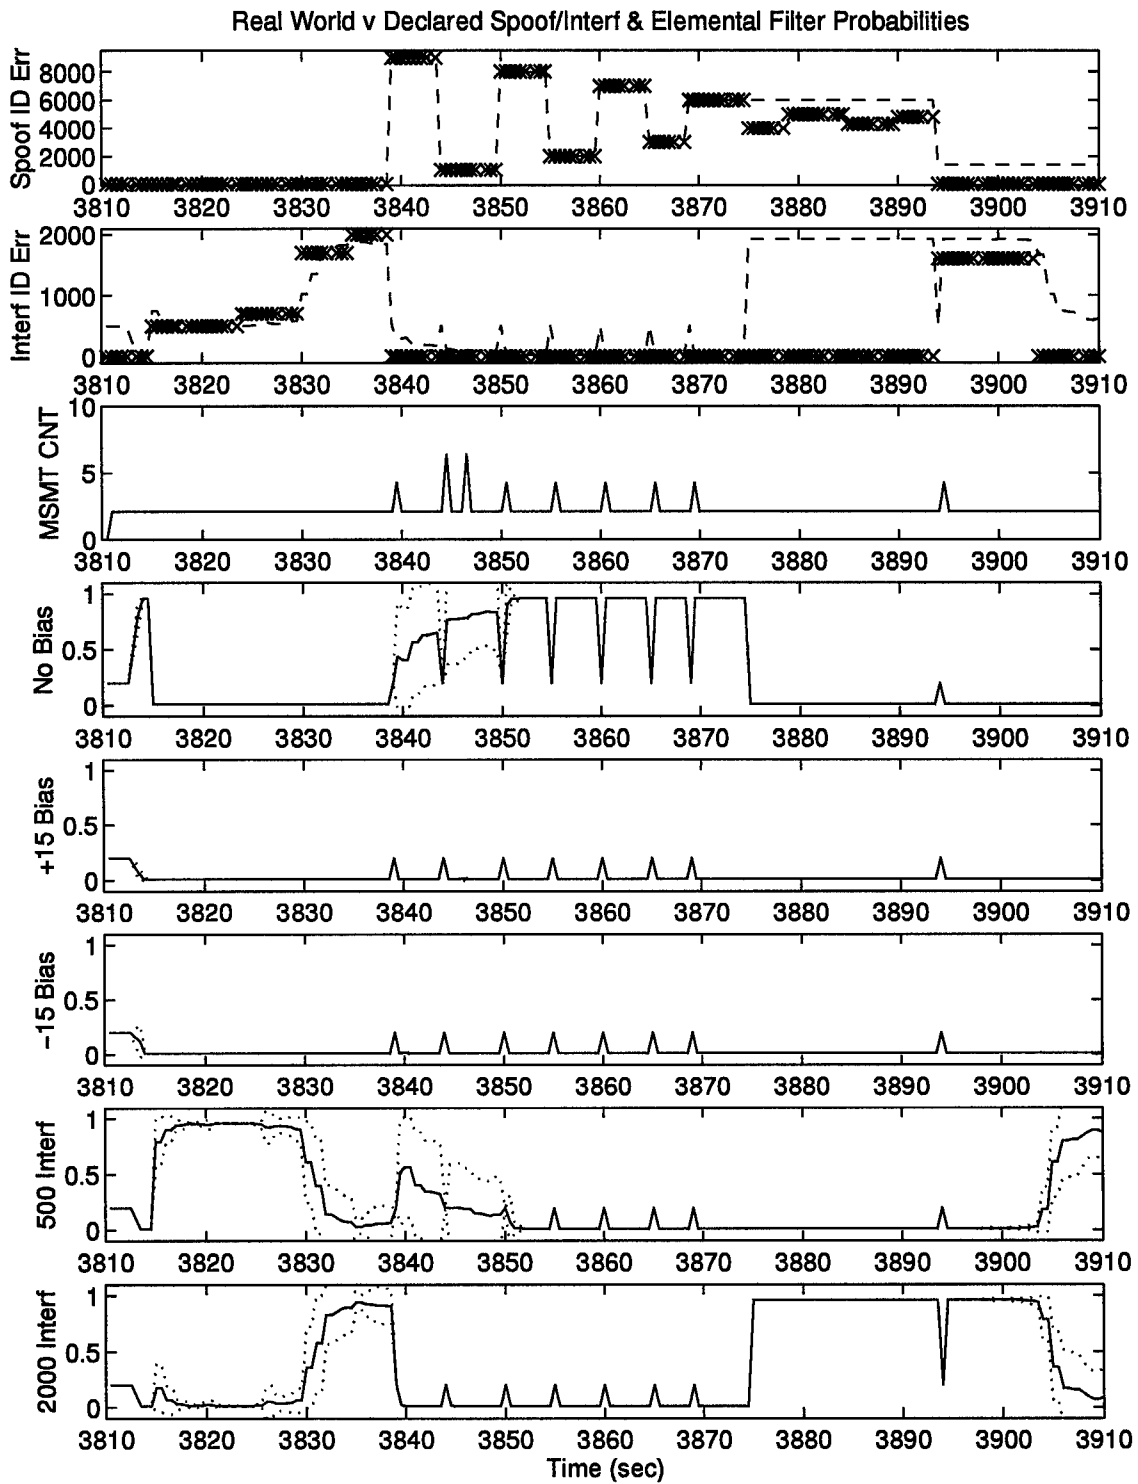 Real World v Declared Spoof/Interf & Elemental Filter Probabilities
Spoof ID Err
8000
6000
4000
2000
0
3810 3820 3830 3840 3850 3860 3870 3880 3890 3900 3910
Interf ID Err
2000
1000
0
3810 3820 3830 3840 3850 3860 3870 3880 3890 3900 3910
MSMT CNT
10
5
0
3810 3820 3830 3840 3850 3860 3870 3880 3890 3900 3910
No Bias
1
0.5
0
3810 3820 3830 3840 3850 3860 3870 3880 3890 3900 3910
+15 Bias
1
0.5
0
3810 3820 3830 3840 3850 3860 3870 3880 3890 3900 3910
−15 Bias
1
0.5
0
3810 3820 3830 3840 3850 3860 3870 3880 3890 3900 3910
500 Interf
1
0.5
0
3810 3820 3830 3840 3850 3860 3870 3880 3890 3900 3910
2000 Interf
1
0.5
0
3810 3820 3830 3840 3850 3860 3870 3880 3890 3900 3910
Time (sec)